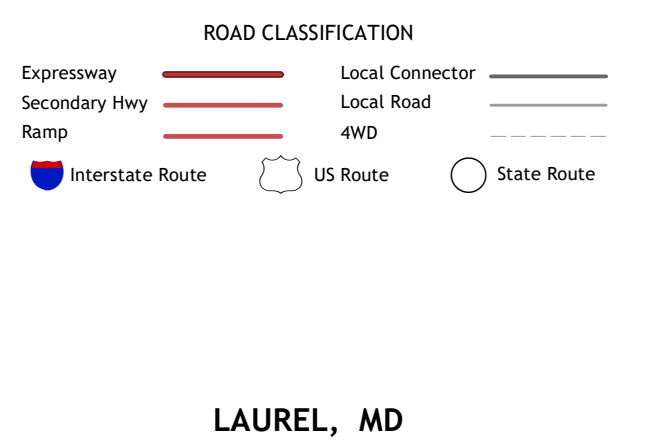 ROAD CLASSIFICATION
Expressway
Local Connector
Secondary Hwy
Local Road
Ramp
4WD
Interstate Route
US Route
State Route
LAUREL, MD